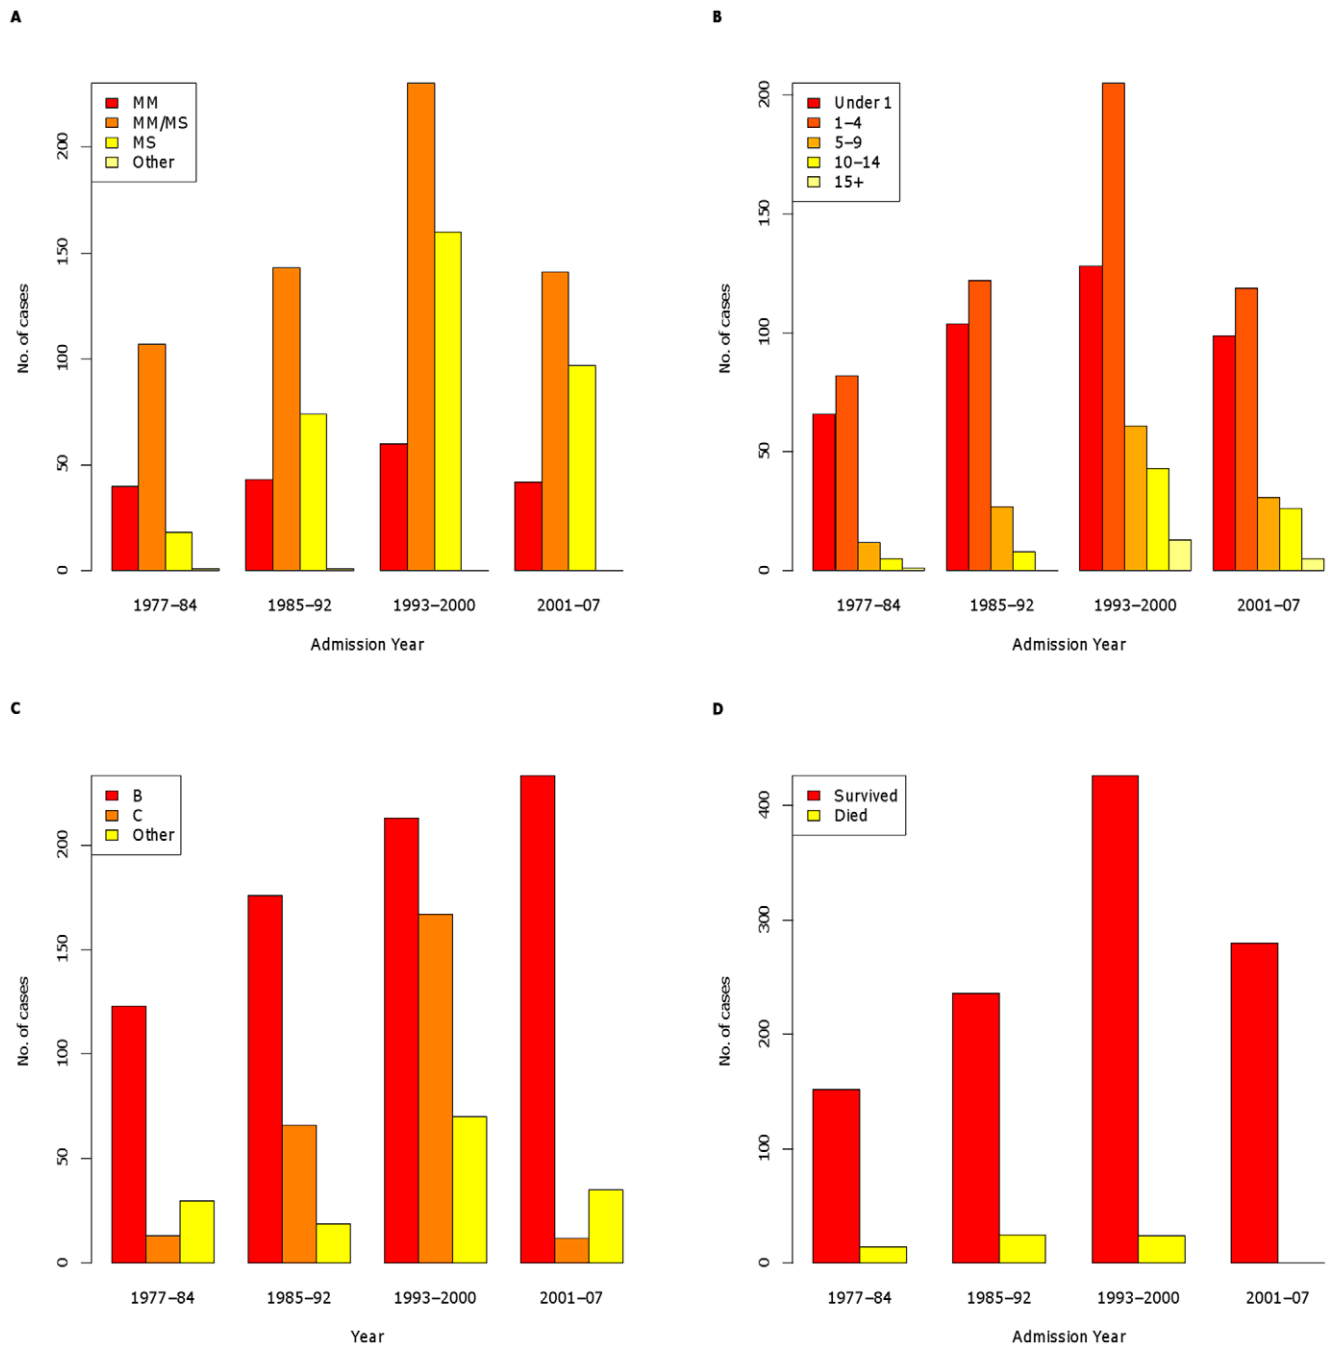 A
MM
MM/MS
MS
Other
No. of cases
0
50
100
150
200
1977–84
1985–92
1993–2000
2001–07
Admission Year
B
Under 1
1–4
5–9
10–14
15+
No. of cases
0
50
100
150
200
1977–84
1985–92
1993–2000
2001–07
Admission Year
C
B
C
Other
No. of cases
0
50
100
150
200
1977–84
1985–92
1993–2000
2001–07
Year
D
Survived
Died
No. of cases
0
100
200
300
400
1977–84
1985–92
1993–2000
2001–07
Admission Year